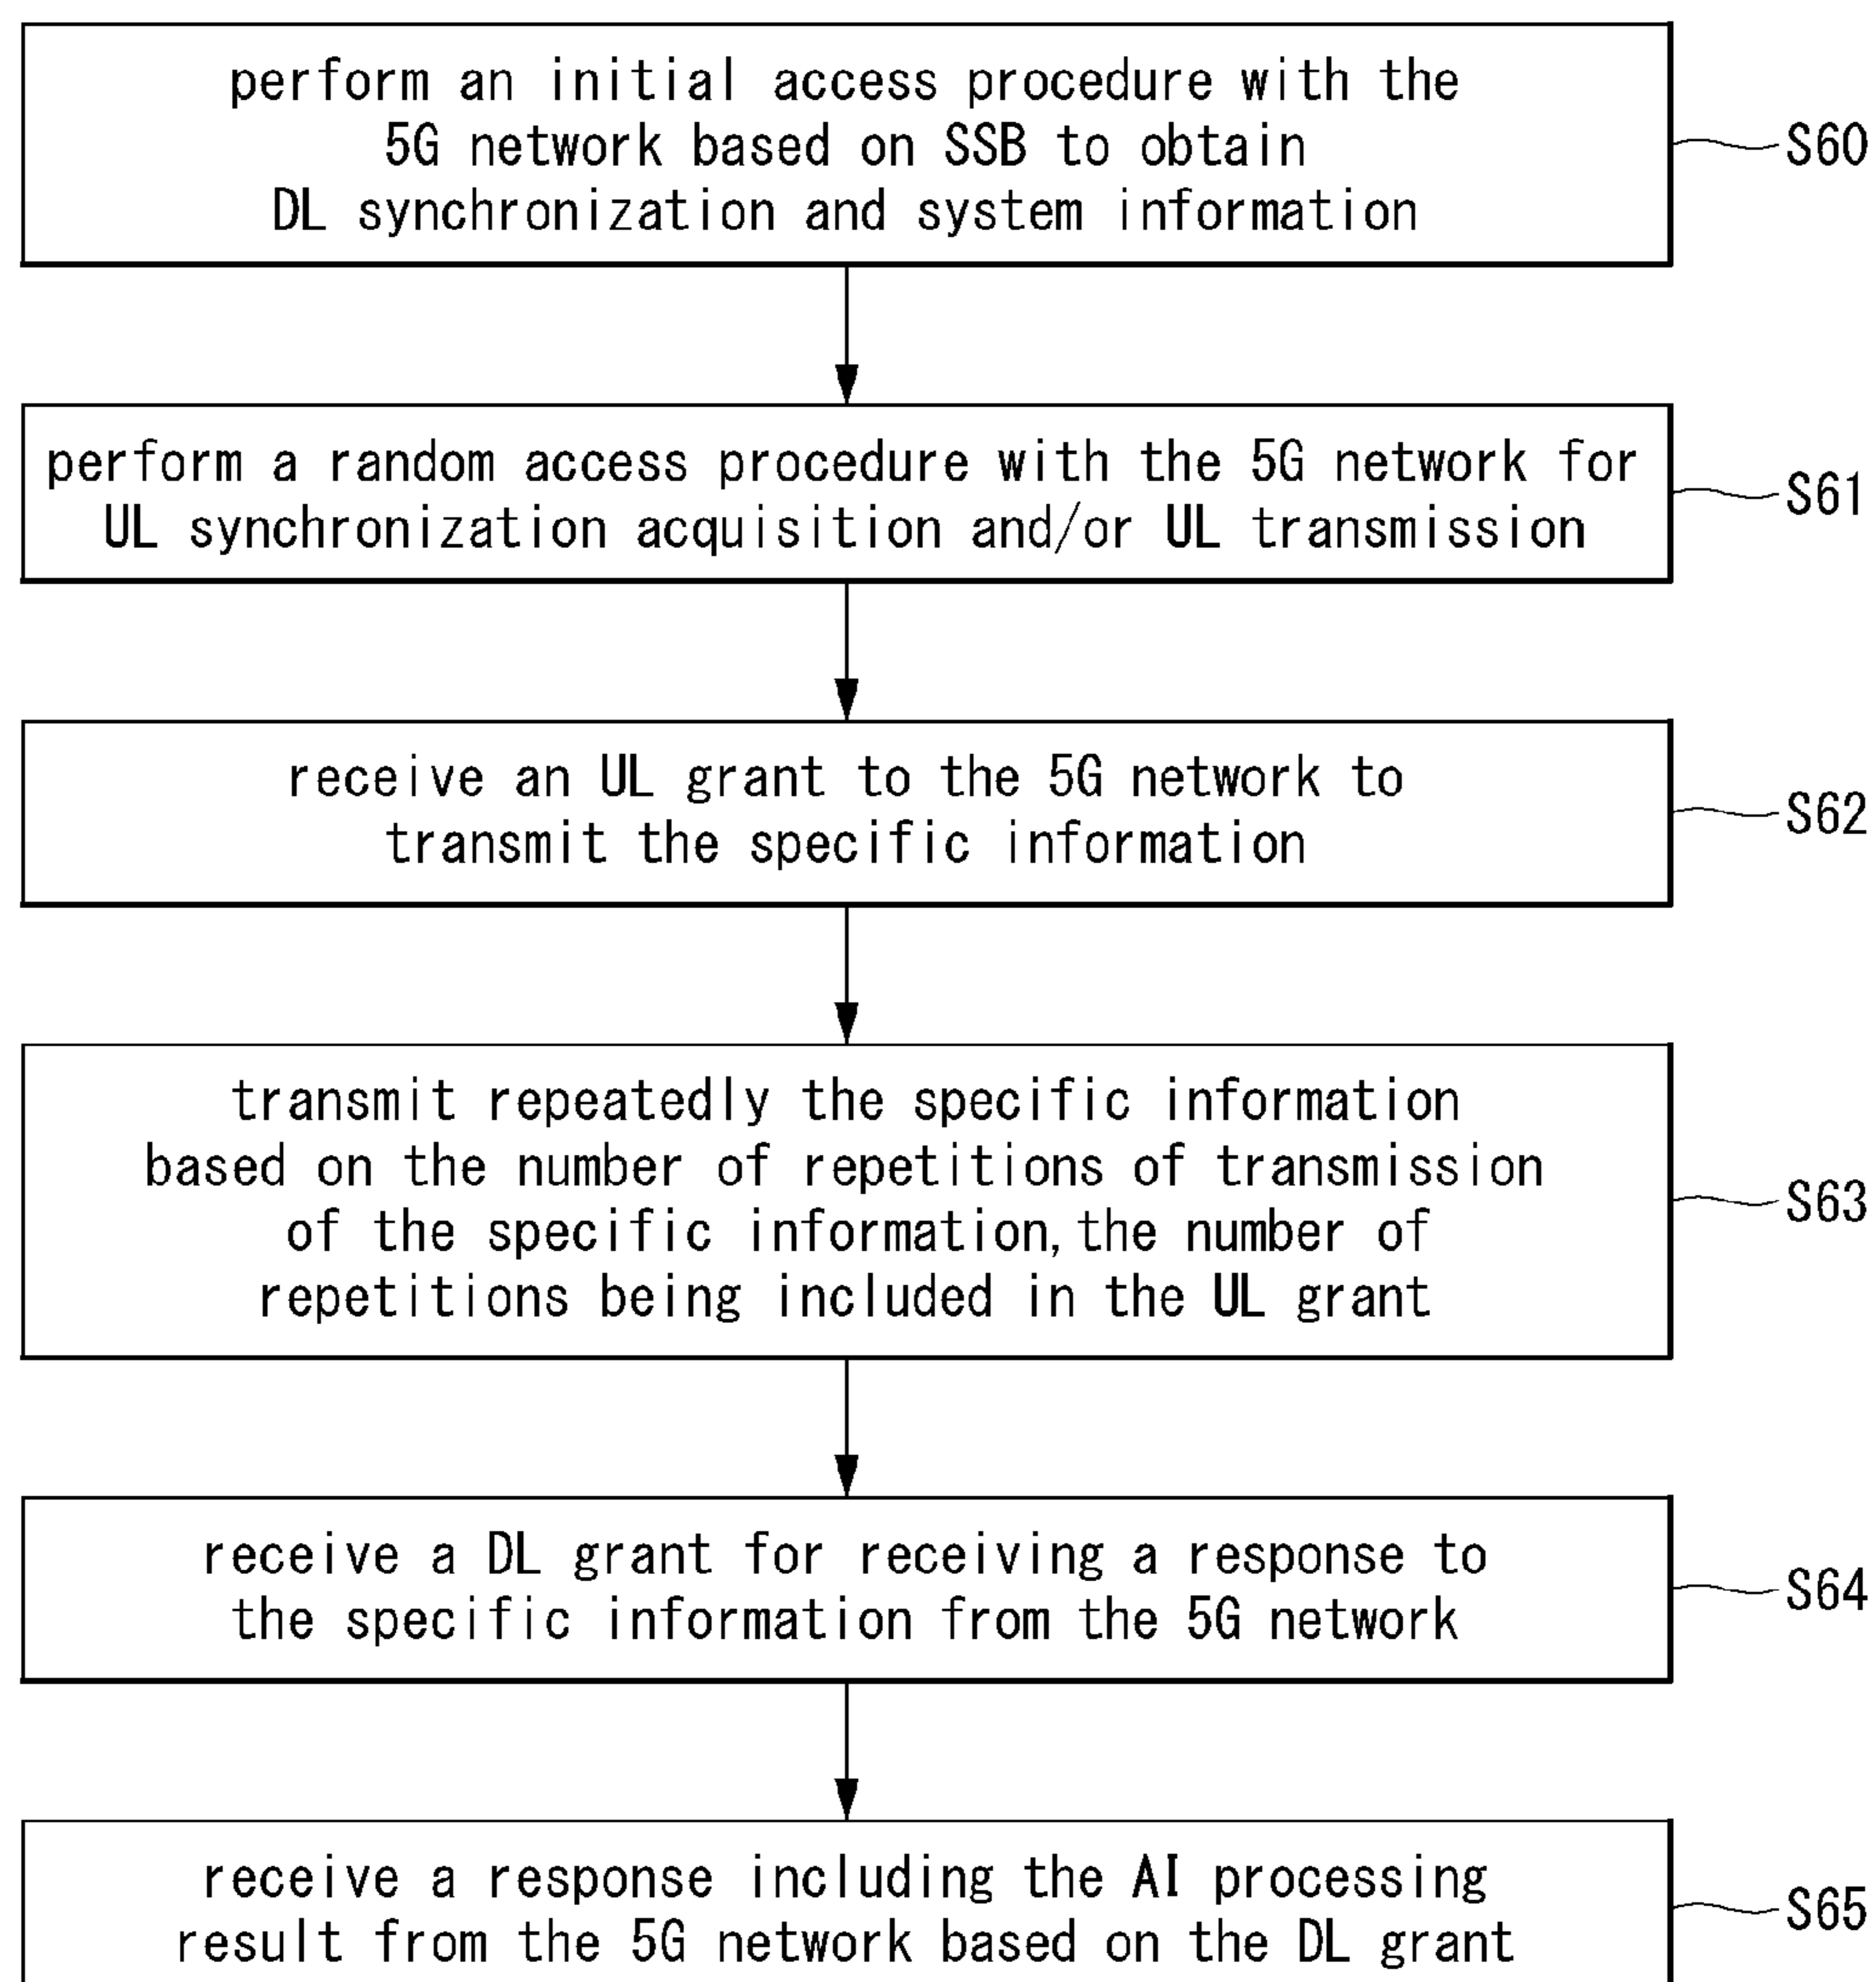 perform an initial access procedure with the
5G network based on SSB to obtain
DL synchronization and system information
S60
perform a random access procedure with the 5G network for
UL synchronization acquisition and/or UL transmission
S61
receive an UL grant to the 5G network to
transmit the specific information
S62
transmit repeatedly the specific information
based on the number of repetitions of transmission
of the specific information, the number of
repetitions being included in the UL grant
S63
receive a DL grant for receiving a response to
the specific information from the 5G network
S64
receive a response including the AI processing
result from the 5G network based on the DL grant
S65